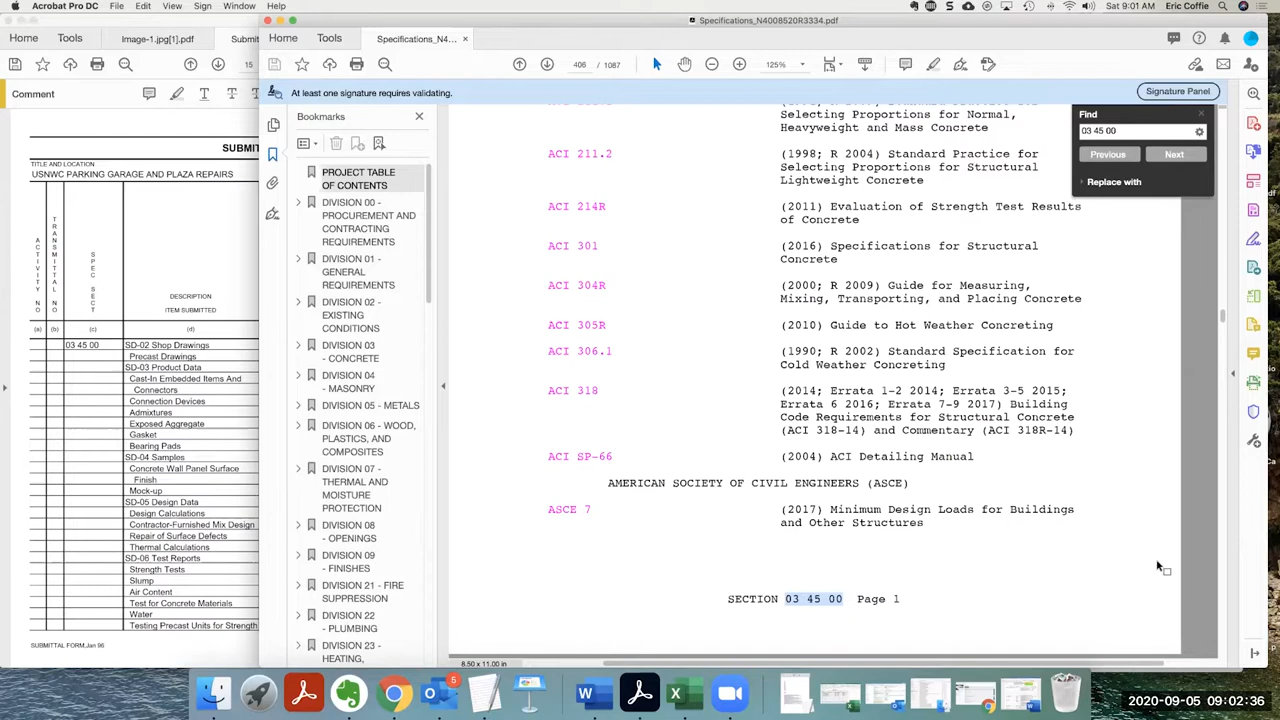 Acrobat Pro DC File Edit View Sign Window Help Sat 9:01 AM Eric Coffie
Specifications_N4008520R3334.pdf
Home Tools Image-1.jpg[1].pdf Submitt
Home Tools Specifications_N4... ×
15
406 / 1087 125%
Comment
At least one signature requires validating. Signature Panel
SUBMIT
TITLE AND LOCATION
USNWC PARKING GARAGE AND PLAZA REPAIRS
ACTIVITY NO
TRANSMITTAL NO
SPEC SECT
DESCRIPTION
ITEM SUBMITTED
(a) (b) (c) (d)
03 45 00 SD-02 Shop Drawings
Precast Drawings
SD-03 Product Data
Cast-In Embedded Items And
Connectors
Connection Devices
Admixtures
Exposed Aggregate
Gasket
Bearing Pads
SD-04 Samples
Concrete Wall Panel Surface
Finish
Mock-up
SD-05 Design Data
Design Calculations
Contractor-Furnished Mix Design
Repair of Surface Defects
Thermal Calculations
SD-06 Test Reports
Strength Tests
Slump
Air Content
Test for Concrete Materials
Water
Testing Precast Units for Strength
SUBMITTAL FORM,Jan 96
Bookmarks ×
PROJECT TABLE
OF CONTENTS
DIVISION 00 -
PROCUREMENT AND
CONTRACTING
REQUIREMENTS
DIVISION 01 -
GENERAL
REQUIREMENTS
DIVISION 02 -
EXISTING
CONDITIONS
DIVISION 03
- CONCRETE
DIVISION 04
- MASONRY
DIVISION 05 - METALS
DIVISION 06 - WOOD,
PLASTICS, AND
COMPOSITES
DIVISION 07 -
THERMAL AND
MOISTURE
PROTECTION
DIVISION 08 -
OPENINGS
DIVISION 09 -
FINISHES
DIVISION 21 - FIRE
SUPPRESSION
DIVISION 22
- PLUMBING
DIVISION 23 -
HEATING,
Selecting Proportions for Normal,
Heavyweight and Mass Concrete
ACI 211.2 (1998; R 2004) Standard Practice for
Selecting Proportions for Structural
Lightweight Concrete
ACI 214R (2011) Evaluation of Strength Test Results
of Concrete
ACI 301 (2016) Specifications for Structural
Concrete
ACI 304R (2000; R 2009) Guide for Measuring,
Mixing, Transporting, and Placing Concrete
ACI 305R (2010) Guide to Hot Weather Concreting
ACI 306.1 (1990; R 2002) Standard Specification for
Cold Weather Concreting
ACI 318 (2014; Errata 1-2 2014; Errata 3-5 2015;
Errata 6 2016; Errata 7-9 2017) Building
Code Requirements for Structural Concrete
(ACI 318-14) and Commentary (ACI 318R-14)
ACI SP-66 (2004) ACI Detailing Manual
AMERICAN SOCIETY OF CIVIL ENGINEERS (ASCE)
ASCE 7 (2017) Minimum Design Loads for Buildings
and Other Structures
SECTION 03 45 00 Page 1
8.50 x 11.00 in
Find
03 45 00
Previous Next
Replace with
5
2020-09-05 09:02:36